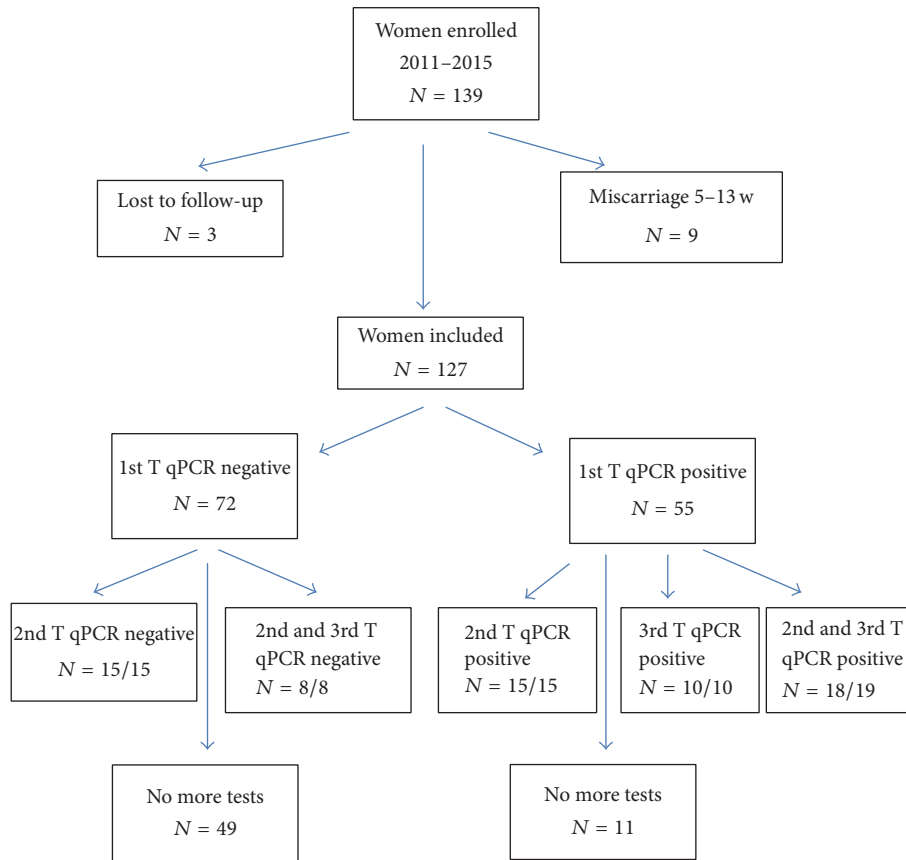 Women enrolled
2011–2015
N = 139
Lost to follow-up
N = 3
Miscarriage 5–13 w
N = 9
Women included
N = 127
1st T qPCR negative
N = 72
1st T qPCR positive
N = 55
2nd T qPCR negative
N = 15/15
2nd and 3rd T
qPCR negative
N = 8/8
2nd T qPCR
positive
N = 15/15
3rd T qPCR
positive
N = 10/10
2nd and 3rd T
qPCR positive
N = 18/19
No more tests
N = 49
No more tests
N = 11